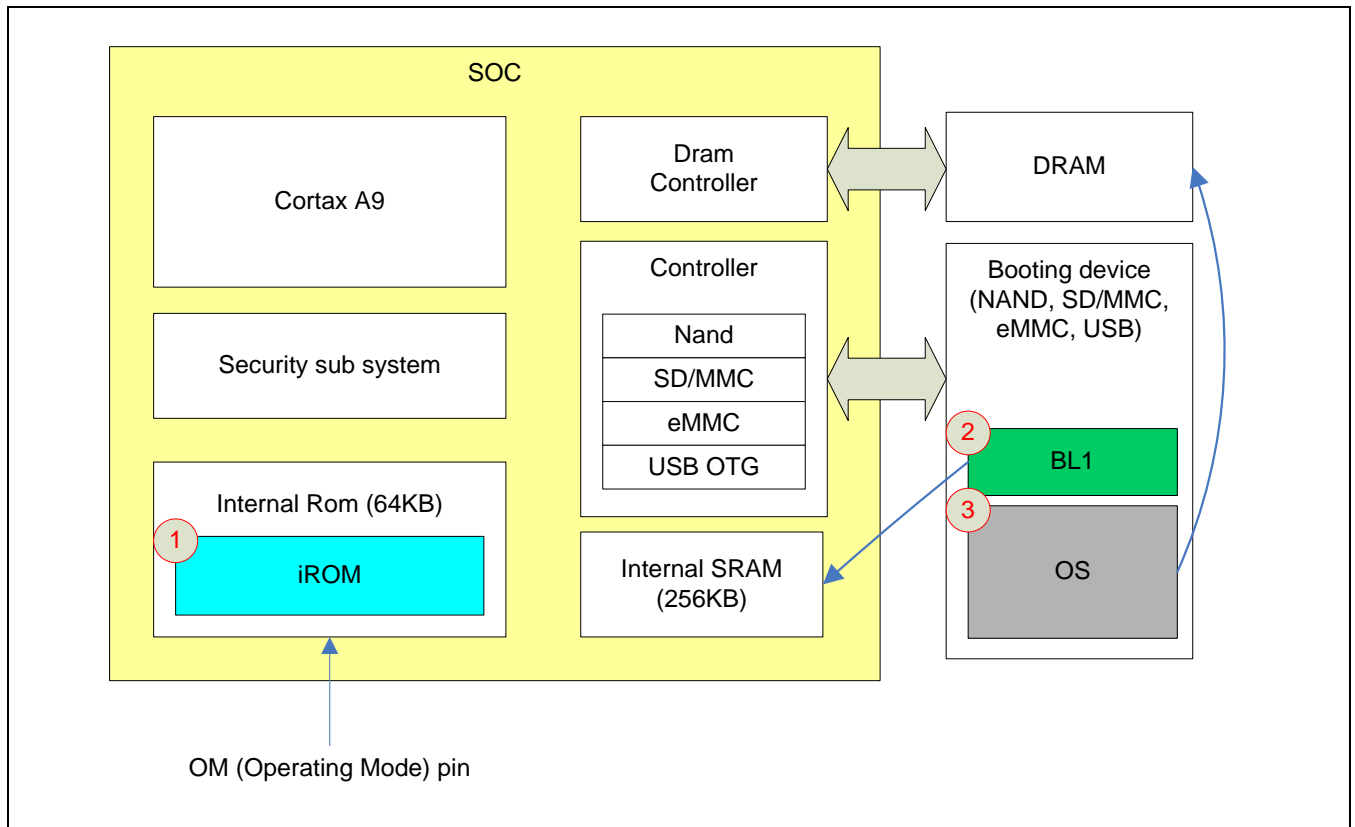 SOC
Cortax A9
Security sub system
Internal Rom (64KB)
1
iROM
Dram
Controller
Controller
Nand
SD/MMC
eMMC
USB OTG
Internal SRAM
(256KB)
DRAM
Booting device
(NAND, SD/MMC,
eMMC, USB)
2
BL1
3
OS
OM (Operating Mode) pin